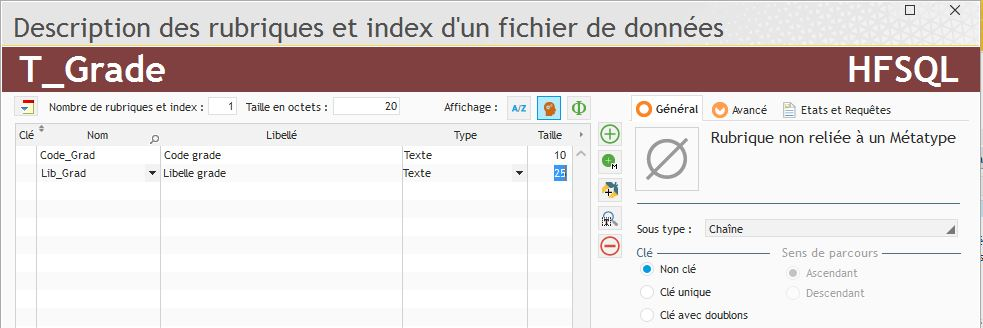 Description des rubriques et index d'un fichier de données
T_Grade HFSQL
Nombre de rubriques et index : 1 Taille en octets : 20 Affichage : A/Z Φ
Général Avancé Etats et Requêtes
Clé Nom Libellé Type Taille
Rubrique non reliée à un Métatype
Code_Grad Code grade Texte 10
Lib_Grad Libelle grade Texte 25
M
Sous type : Chaîne
Clé Sens de parcours
Non clé Ascendant
Clé unique Descendant
Clé avec doublons